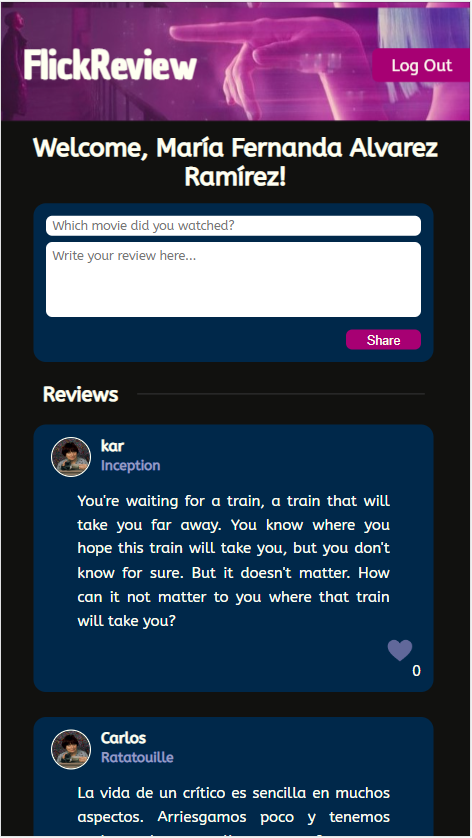 FlickReview
Log Out
Welcome, María Fernanda Alvarez
Ramírez!
Which movie did you watched?
Write your review here...
Share
Reviews
kar
Inception
You're waiting for a train, a train that will
take you far away. You know where you
hope this train will take you, but you don't
know for sure. But it doesn't matter. How
can it not matter to you where that train
will take you?
0
Carlos
Ratatouille
La vida de un crítico es sencilla en muchos
aspectos. Arriesgamos poco y tenemos